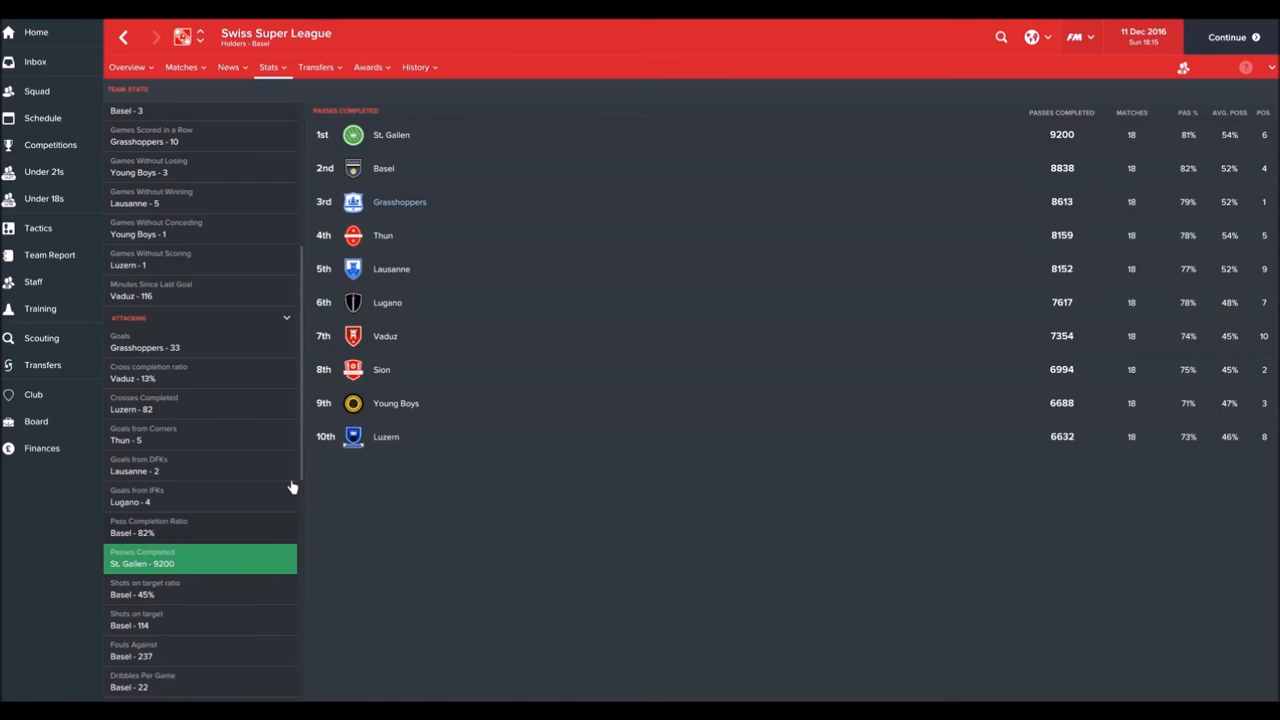 Home
Inbox
Squad
Schedule
Competitions
Under 21s
Under 18s
Tactics
Team Report
Staff
Training
Scouting
Transfers
Club
Board
Finances
Swiss Super League
Holders - Basel
FM
11 Dec 2016
Sun 18:15
Continue
Overview
Matches
News
Stats
Transfers
Awards
History
?
TEAM STATS
Basel - 3
Games Scored in a Row
Grasshoppers - 10
Games Without Losing
Young Boys - 3
Games Without Winning
Lausanne - 5
Games Without Conceding
Young Boys - 1
Games Without Scoring
Luzern - 1
Minutes Since Last Goal
Vaduz - 116
ATTACKING
Goals
Grasshoppers - 33
Cross completion ratio
Vaduz - 13%
Crosses Completed
Luzern - 82
Goals from Corners
Thun - 5
Goals from DFKs
Lausanne - 2
Goals from IFKs
Lugano - 4
Pass Completion Ratio
Basel - 82%
Passes Completed
St. Gallen - 9200
Shots on target ratio
Basel - 45%
Shots on target
Basel - 114
Fouls Against
Basel - 237
Dribbles Per Game
Basel - 22
PASSES COMPLETED PASSES COMPLETED MATCHES PAS % AVG. POSS POS
1st St. Gallen 9200 18 81% 54% 6
2nd Basel 8838 18 82% 52% 4
3rd Grasshoppers 8613 18 79% 52% 1
4th Thun 8159 18 78% 54% 5
5th Lausanne 8152 18 77% 52% 9
6th Lugano 7617 18 78% 48% 7
7th Vaduz 7354 18 74% 45% 10
8th Sion 6994 18 75% 45% 2
9th Young Boys 6688 18 71% 47% 3
10th Luzern 6632 18 73% 46% 8